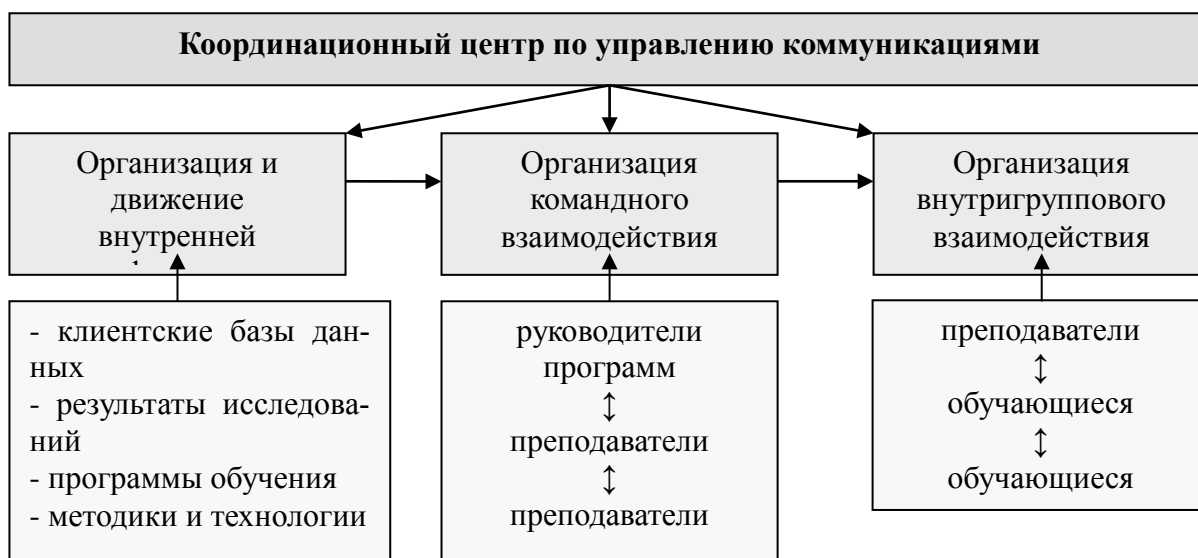 Координационный центр по управлению коммуникациями
Организация и
движение
внутренней
Организация
командного
взаимодействия
Организация
внутригруппового
взаимодействия
- клиентские базы дан-
ных
- результаты исследова-
ний
- программы обучения
- методики и технологии
руководители
программ
↕
преподаватели
↕
преподаватели
преподаватели
↕
обучающиеся
↕
обучающиеся